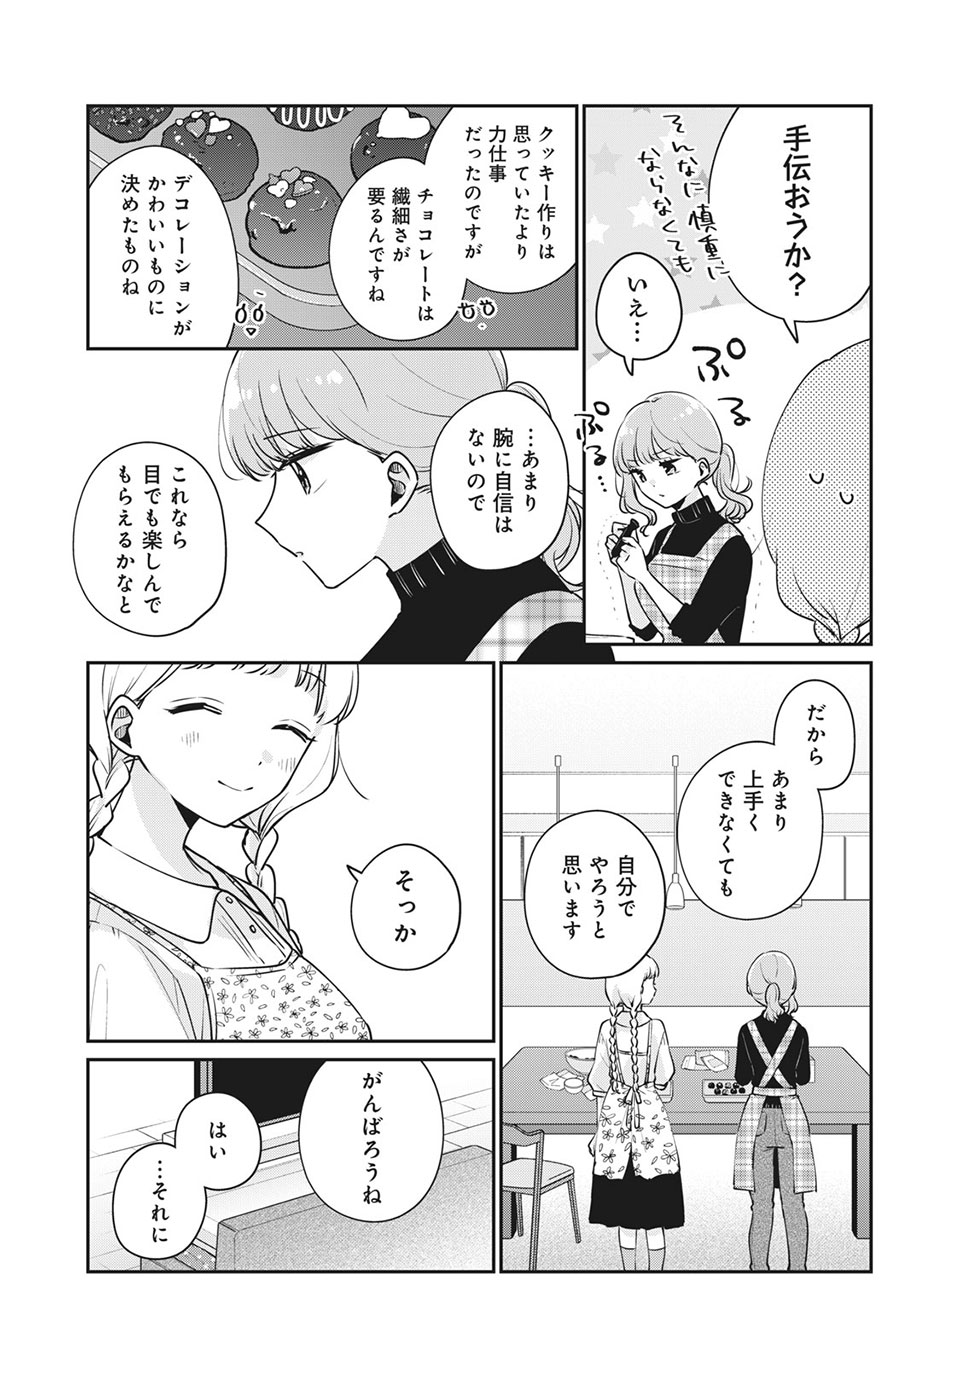 手伝おうか？
そんなに慎重に
ならなくても
いえ…
ぷる
ぷる…
クッキー作りは
思っていたより
力仕事
だったのですが
チョコレートは
繊細さが
要るんですね
デコレーションが
かわいいものに
決めたものね
…あまり
腕に自信は
ないので
これなら
目でも楽しんで
もらえるかなと
だから
あまり
上手く
できなくても
自分で
やろうと
思います
そっか
がんばろうね
はい
…それに